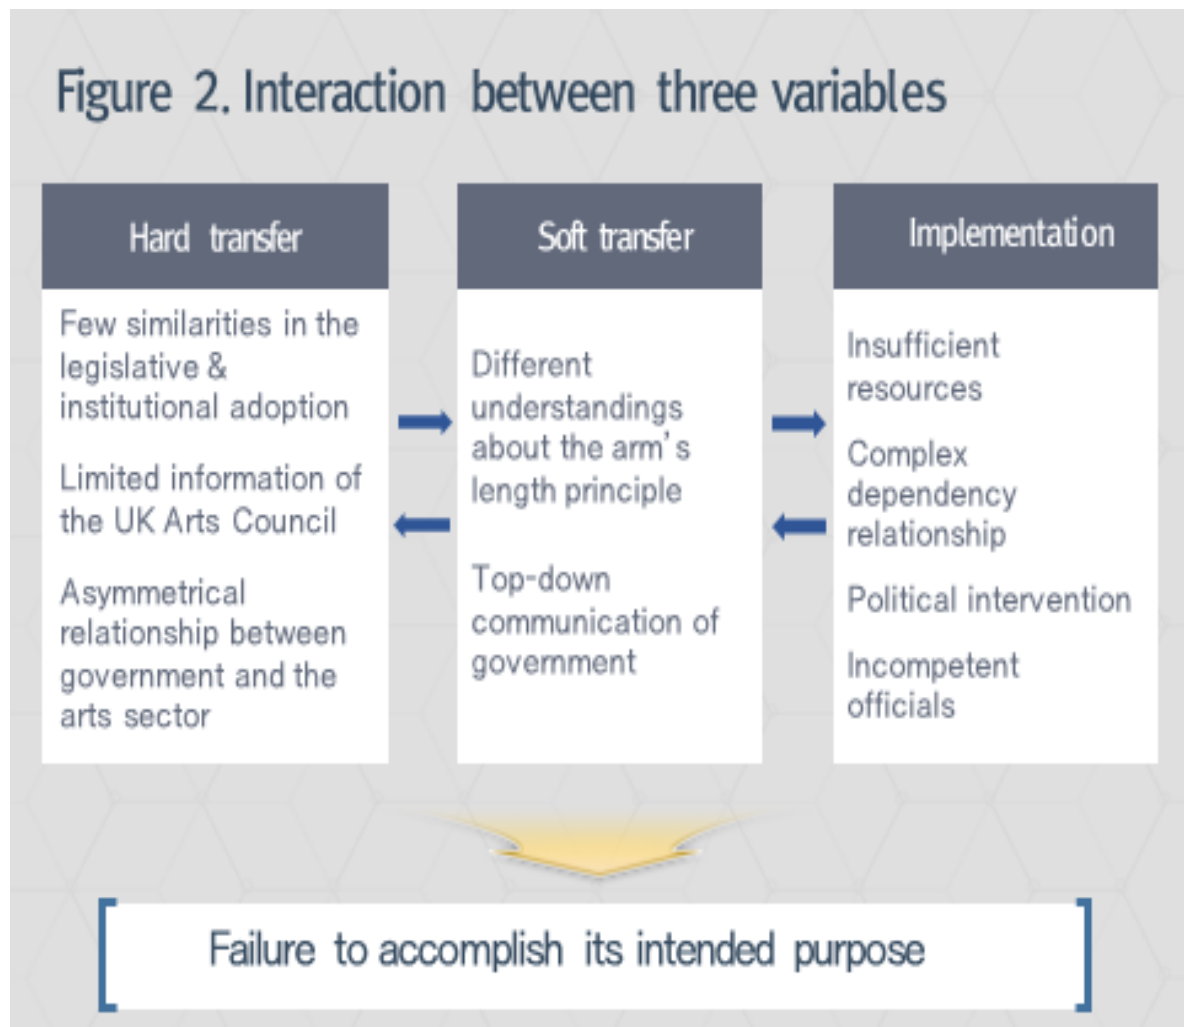 Figure 2. Interaction between three variables
Hard transfer
Few similarities in the
legislative &
institutional adoption
Limited information of
the UK Arts Council
Asymmetrical
relationship between
government and the
arts sector
Soft transfer
Different
understandings
about the arm’s
length principle
Top-down
communication of
government
Implementation
Insufficient
resources
Complex
dependency
relationship
Political intervention
Incompetent
officials
Failure to accomplish its intended purpose